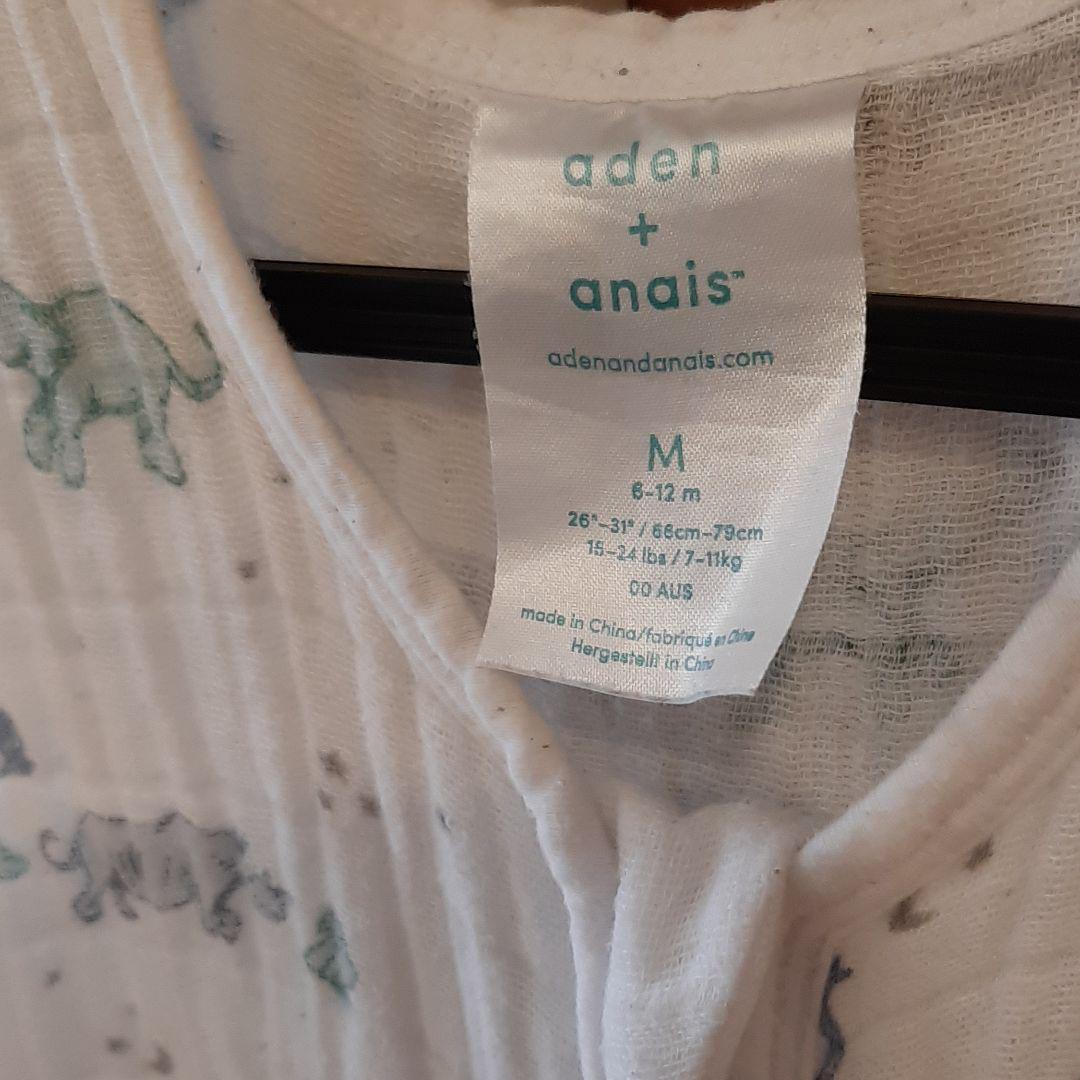 aden
+
anais™
adenandanais.com
M
6-12 m
26"-31" / 66cm-79cm
15-24 lbs / 7-11kg
00 AUS
made in China/fabriqué en Chine
Hergestellt in China